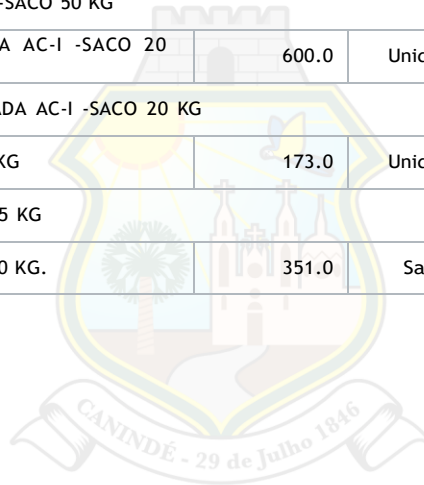 -SACO 50 KG
A AC-I -SACO 20
600.0
Unid
ADA AC-I -SACO 20 KG
KG
173.0
Unid
5 KG
0 KG.
351.0
Sa
CANINDÉ - 29 de Julho 1846